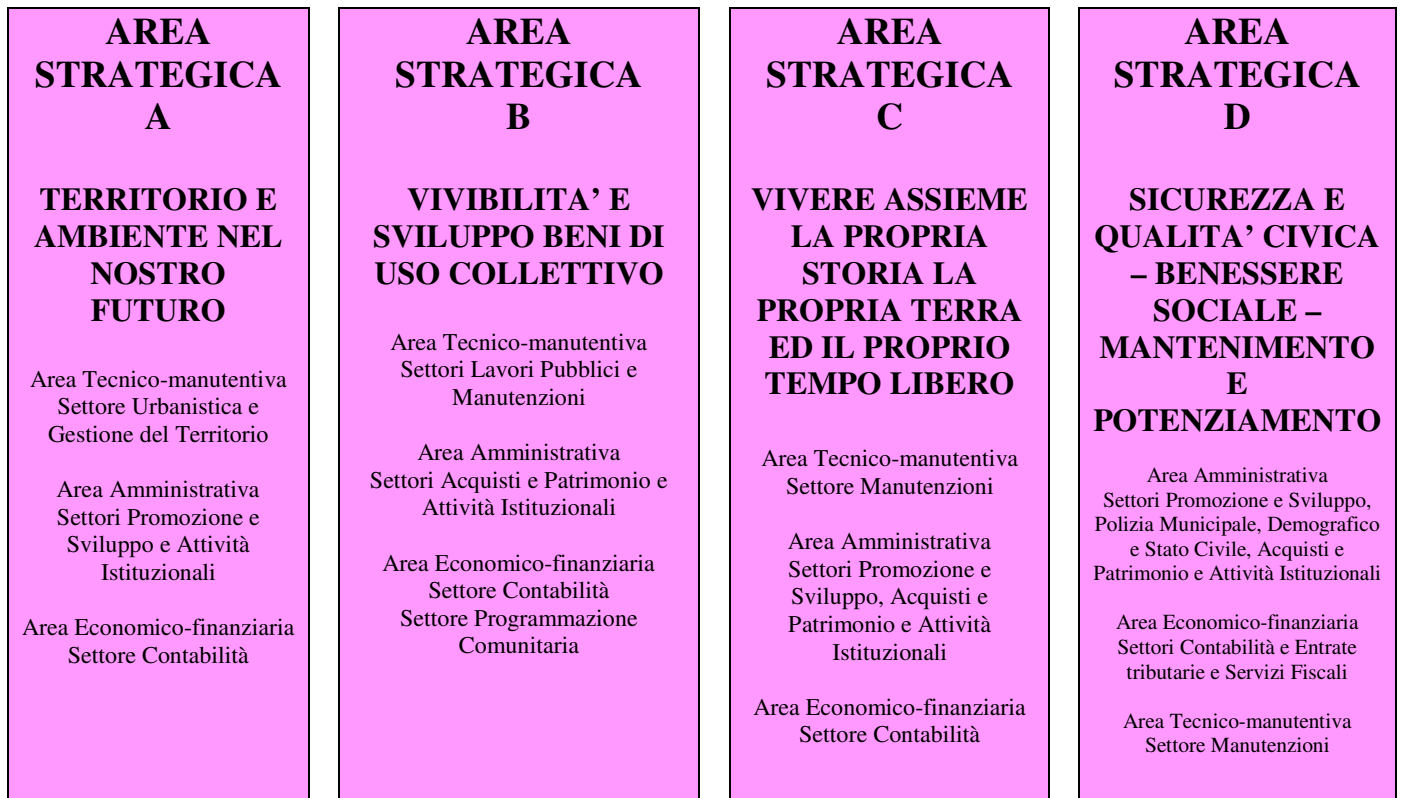 AREA
STRATEGICA
A
TERRITORIO E
AMBIENTE NEL
NOSTRO
FUTURO
Area Tecnico-manutentiva
Settore Urbanistica e
Gestione del Territorio
Area Amministrativa
Settori Promozione e
Sviluppo e Attività
Istituzionali
Area Economico-finanziaria
Settore Contabilità
AREA
STRATEGICA
B
VIVIBILITA’ E
SVILUPPO BENI DI
USO COLLETTIVO
Area Tecnico-manutentiva
Settori Lavori Pubblici e
Manutenzioni
Area Amministrativa
Settori Acquisti e Patrimonio e
Attività Istituzionali
Area Economico-finanziaria
Settore Contabilità
Settore Programmazione
Comunitaria
AREA
STRATEGICA
C
VIVERE ASSIEME
LA PROPRIA
STORIA LA
PROPRIA TERRA
ED IL PROPRIO
TEMPO LIBERO
Area Tecnico-manutentiva
Settore Manutenzioni
Area Amministrativa
Settori Promozione e
Sviluppo, Acquisti e
Patrimonio e Attività
Istituzionali
Area Economico-finanziaria
Settore Contabilità
AREA
STRATEGICA
D
SICUREZZA E
QUALITA’ CIVICA
– BENESSERE
SOCIALE –
MANTENIMENTO
E
POTENZIAMENTO
Area Amministrativa
Settori Promozione e Sviluppo,
Polizia Municipale, Demografico
e Stato Civile, Acquisti e
Patrimonio e Attività Istituzionali
Area Economico-finanziaria
Settori Contabilità e Entrate
tributarie e Servizi Fiscali
Area Tecnico-manutentiva
Settore Manutenzioni